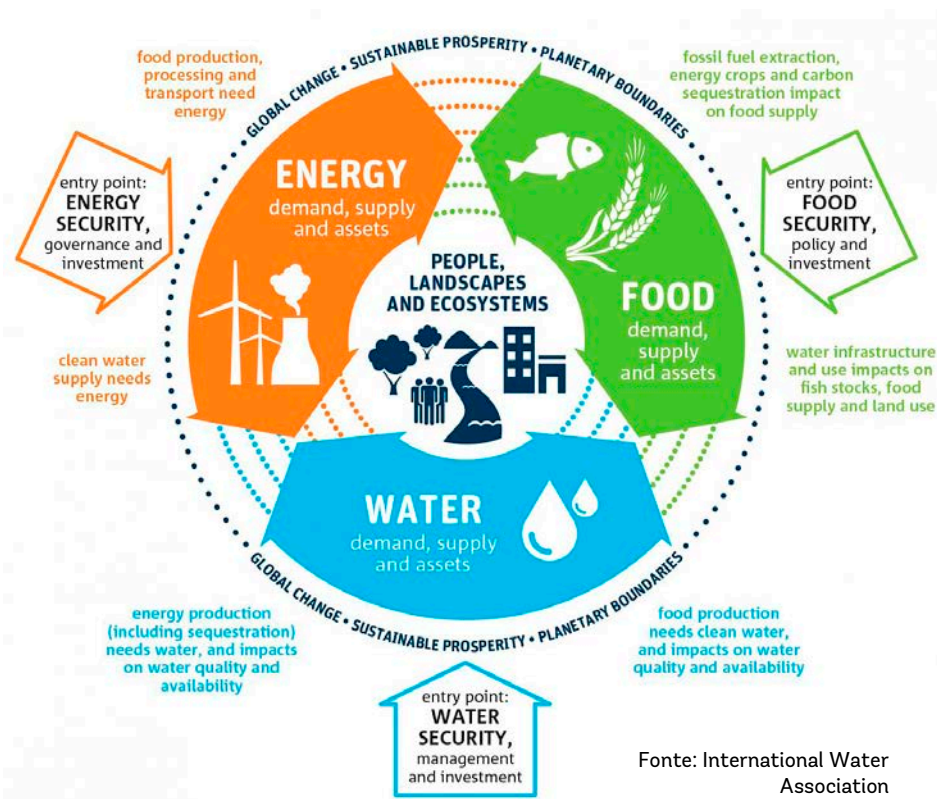 GLOBAL CHANGE • SUSTAINABLE PROSPERITY • PLANETARY BOUNDARIES
food production,
processing and
transport need
energy
fossil fuel extraction,
energy crops and carbon
sequestration impact
on food supply
entry point:
ENERGY
SECURITY,
governance and
investment
ENERGY
demand, supply
and assets
entry point:
FOOD
SECURITY,
policy and
investment
PEOPLE,
LANDSCAPES
AND ECOSYSTEMS
FOOD
demand,
supply
and assets
clean water
supply needs
energy
water infrastructure
and use impacts on
fish stocks, food
supply and land use
WATER
demand, supply
and assets
GLOBAL CHANGE • SUSTAINABLE PROSPERITY • PLANETARY BOUNDARIES
energy production
(including sequestration)
needs water, and impacts
on water quality and
availability
food production
needs clean water,
and impacts on water
quality and availability
entry point:
WATER
SECURITY,
management
and investment
Fonte: International Water
Association